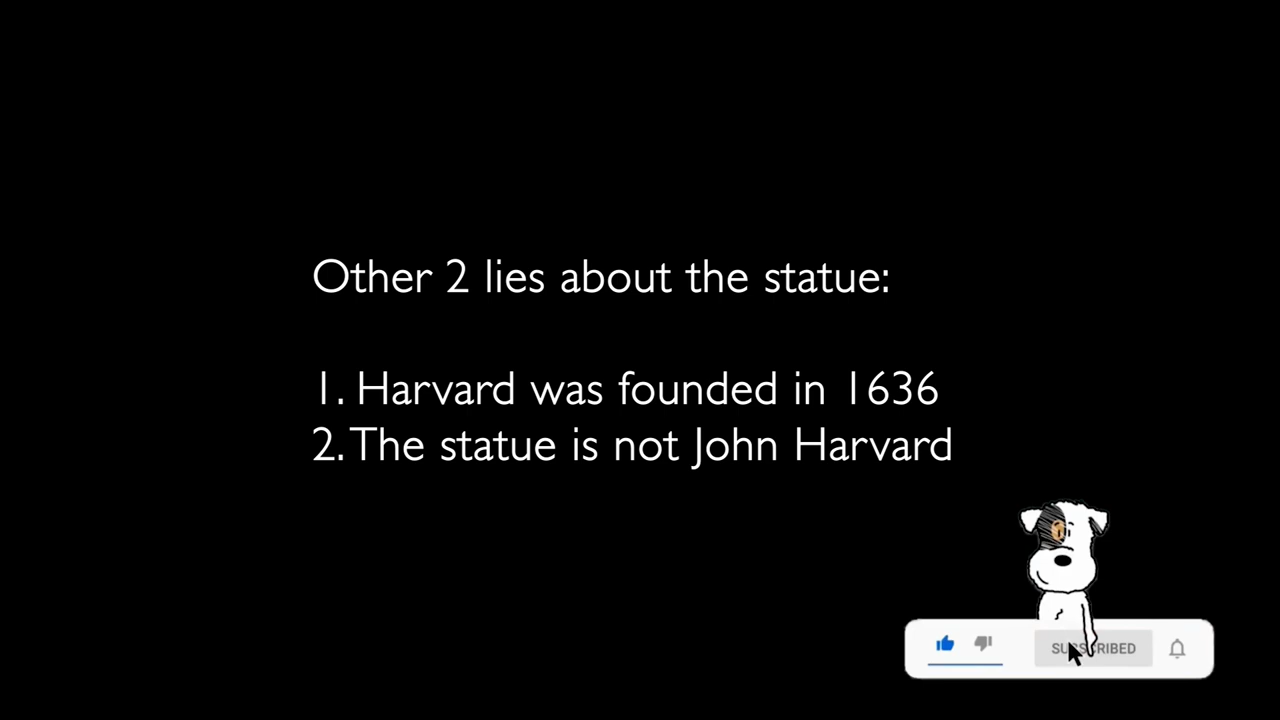 Other 2 lies about the statue:
1. Harvard was founded in 1636
2. The statue is not John Harvard
SUBSCRIBED